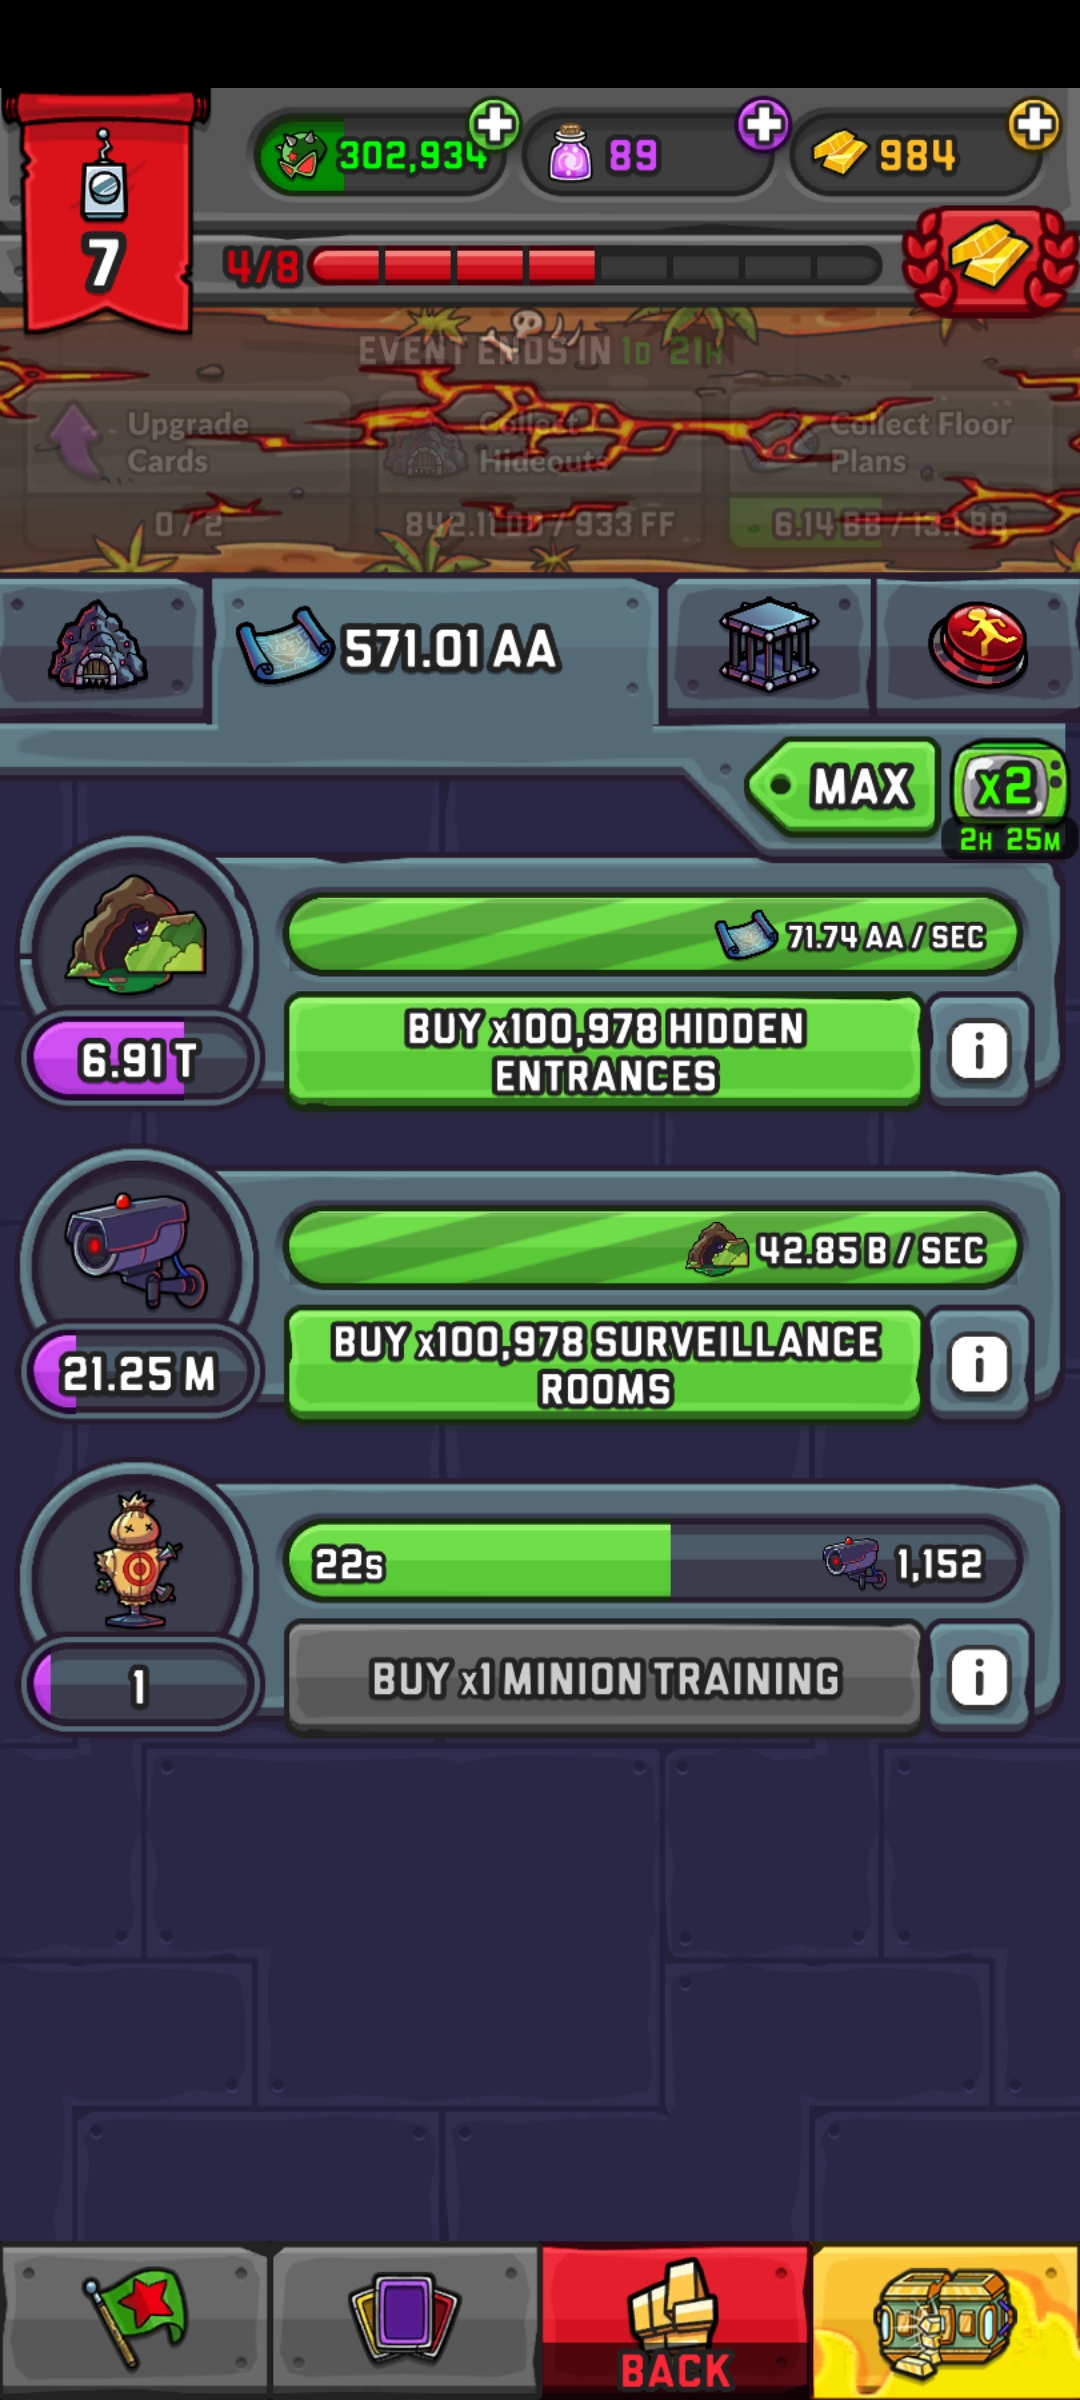 302,934
89
984
7
4/8
EVENT ENDS IN 1D 21H
Upgrade Cards
Collect Hideouts
Collect Floor Plans
0 / 2
842.11 DD / 933 FF
6.14 BB / 13.1 BB
571.01 AA
MAX
x2
2H 25M
71.74 AA / SEC
6.91 T
BUY x100,978 HIDDEN
ENTRANCES
i
42.85 B / SEC
21.25 M
BUY x100,978 SURVEILLANCE
ROOMS
i
22s
1,152
1
BUY x1 MINION TRAINING
i
BACK